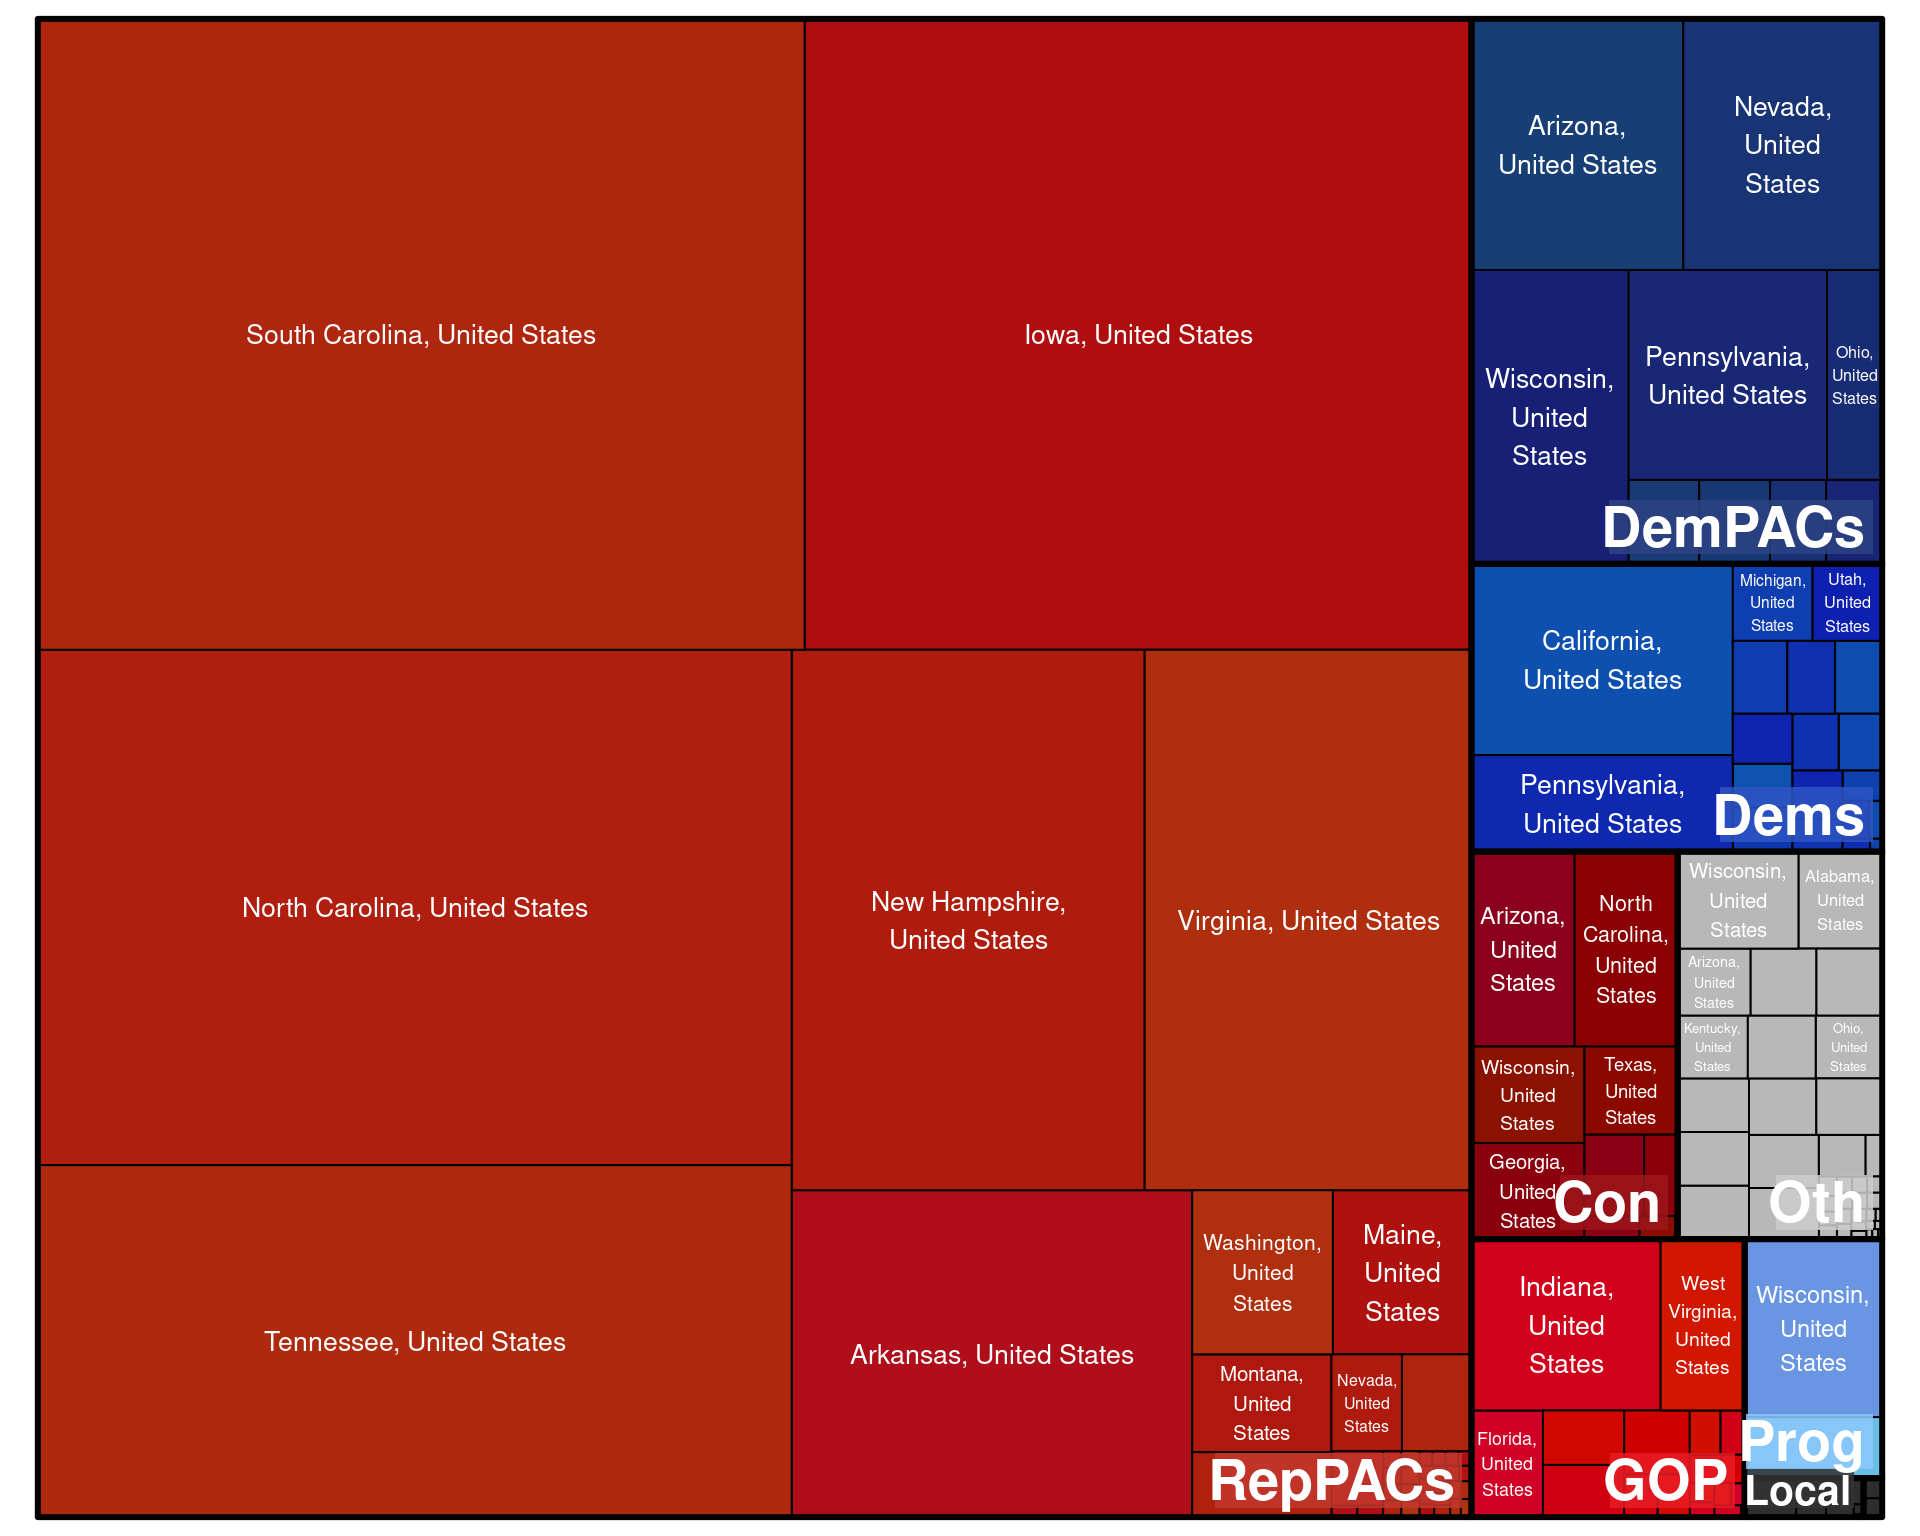 South Carolina, United States
Iowa, United States
North Carolina, United States
New Hampshire,
United States
Virginia, United States
Tennessee, United States
Arkansas, United States
Washington,
United
States
Maine,
United
States
Montana,
United
States
Nevada,
United
States
RepPACs
Arizona,
United States
Nevada,
United
States
Wisconsin,
United
States
Pennsylvania,
United States
Ohio,
United
States
DemPACs
California,
United States
Michigan,
United
States
Utah,
United
States
Pennsylvania,
United States
Dems
Arizona,
United
States
North
Carolina,
United
States
Wisconsin,
United
States
Texas,
United
States
Georgia,
United
States
Con
Wisconsin,
United
States
Alabama,
United
States
Arizona,
United
States
Kentucky,
United
States
Ohio,
United
States
Oth
Indiana,
United
States
West
Virginia,
United
States
Florida,
United
States
GOP
Wisconsin,
United
States
Prog
Local